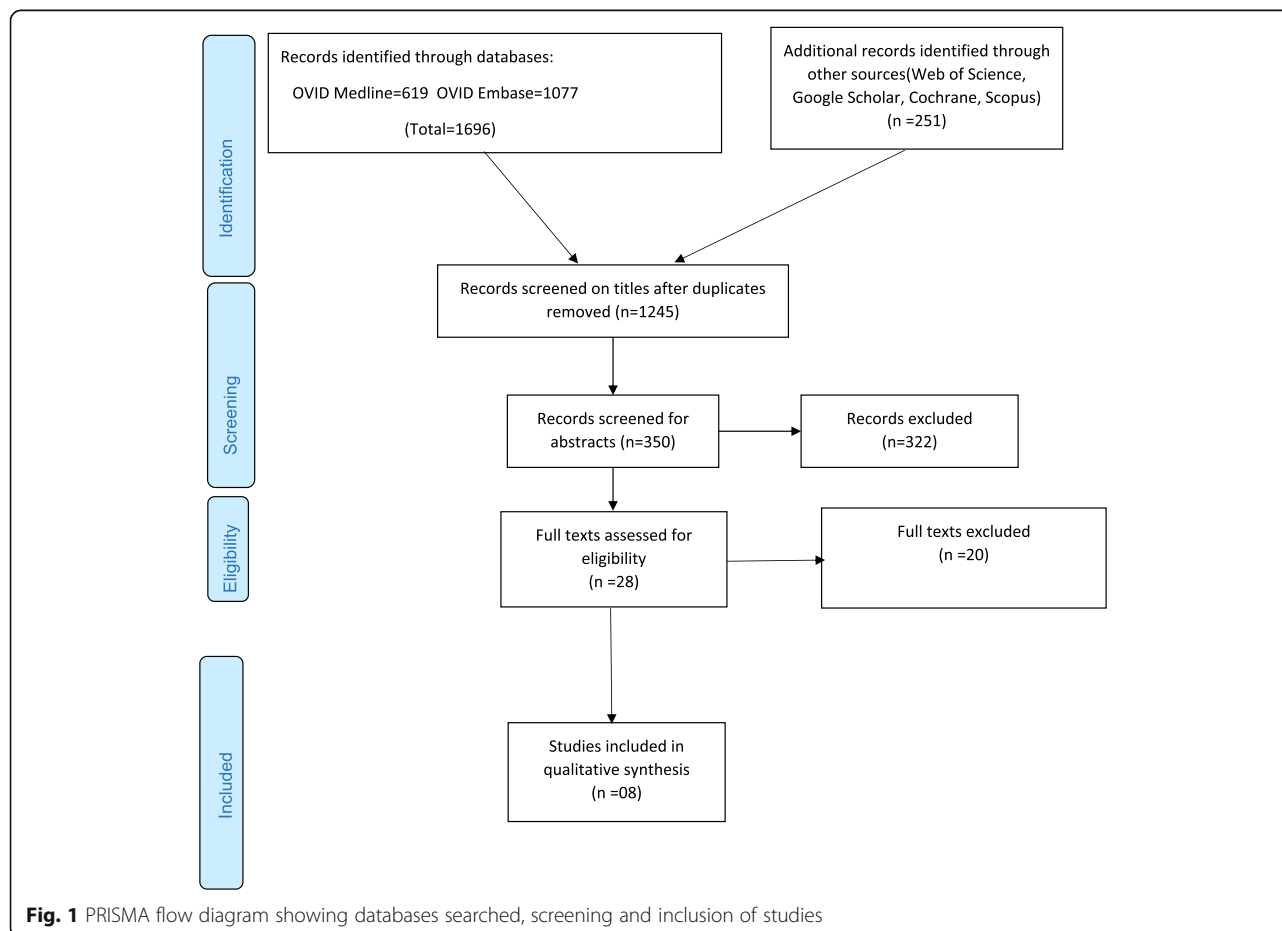 Identification
Records identified through databases:
OVID Medline=619 OVID Embase=1077
(Total=1696)
Additional records identified through
other sources(Web of Science,
Google Scholar, Cochrane, Scopus)
(n =251)
Screening
Records screened on titles after duplicates
removed (n=1245)
Records screened for
abstracts (n=350)
Records excluded
(n=322)
Eligibility
Full texts assessed for
eligibility
(n =28)
Full texts excluded
(n =20)
Included
Studies included in
qualitative synthesis
(n =08)
Fig. 1 PRISMA flow diagram showing databases searched, screening and inclusion of studies